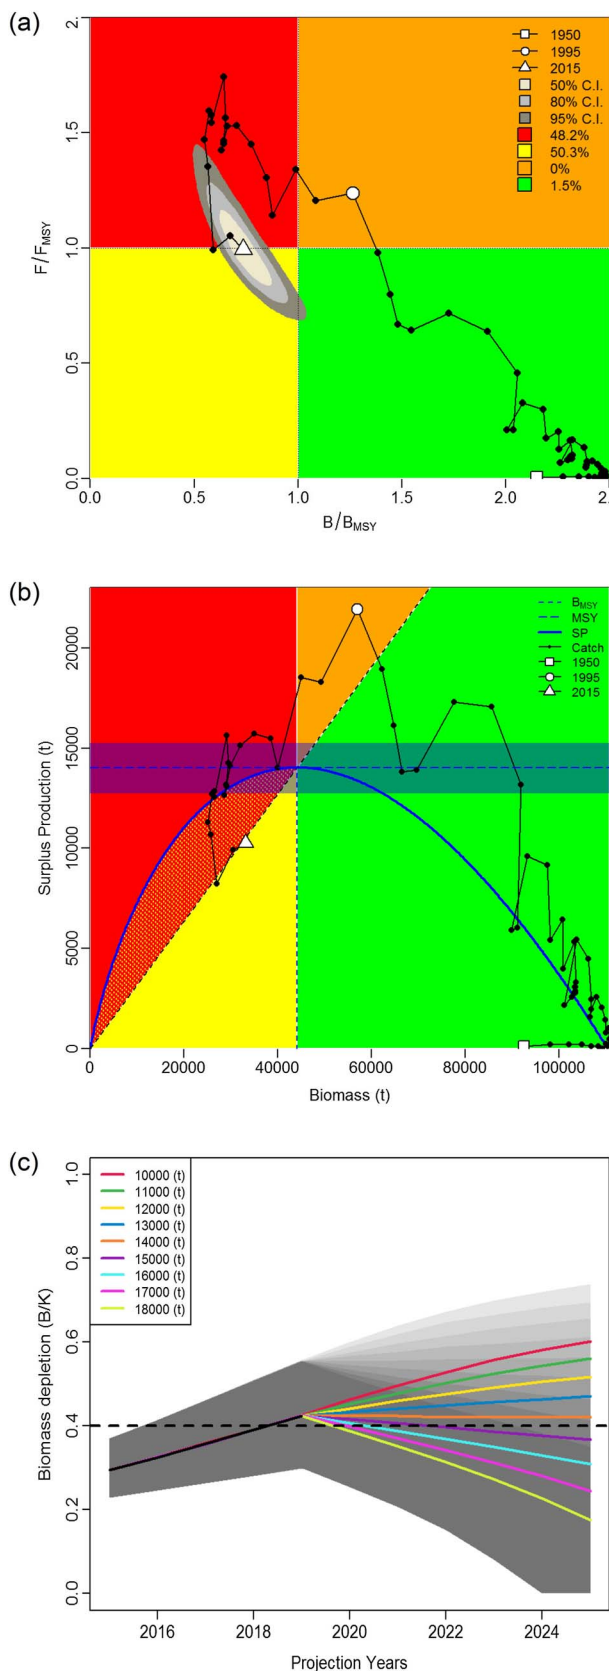 (a)
2.
1.5
1.0
0.5
0.0
F/FMSY
1950
1995
2015
50% C.I.
80% C.I.
95% C.I.
48.2%
50.3%
0%
1.5%
0.0 0.5 1.0 1.5 2.0 2.
B/BMSY
(b)
20000
15000
10000
5000
0
Surplus Production (t)
BMSY
MSY
SP
Catch
1950
1995
2015
0 20000 40000 60000 80000 100000
Biomass (t)
(c)
1.0
0.8
0.6
0.4
0.2
0.0
Biomass depletion (B/K)
10000 (t)
11000 (t)
12000 (t)
13000 (t)
14000 (t)
15000 (t)
16000 (t)
17000 (t)
18000 (t)
2016 2018 2020 2022 2024
Projection Years